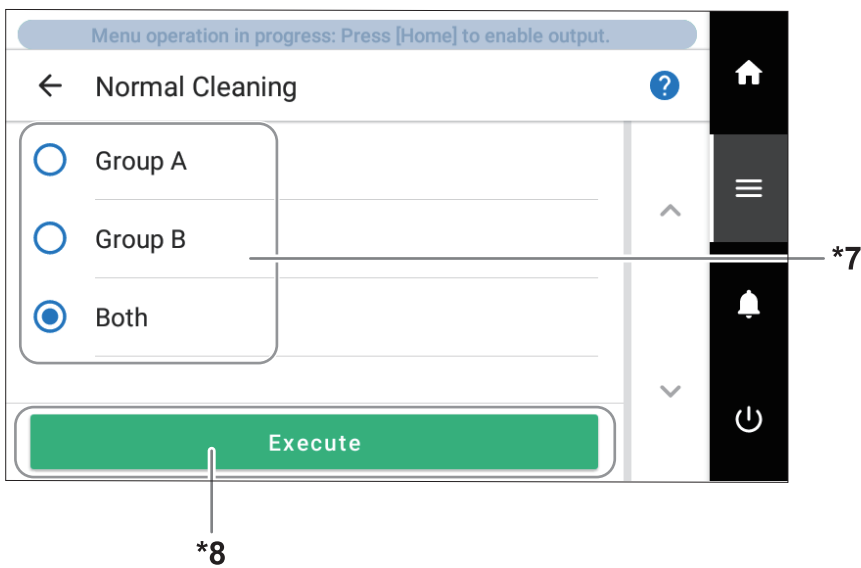 Menu operation in progress: Press [Home] to enable output.
Normal Cleaning
?
Group A
Group B
*7
Both
Execute
*8